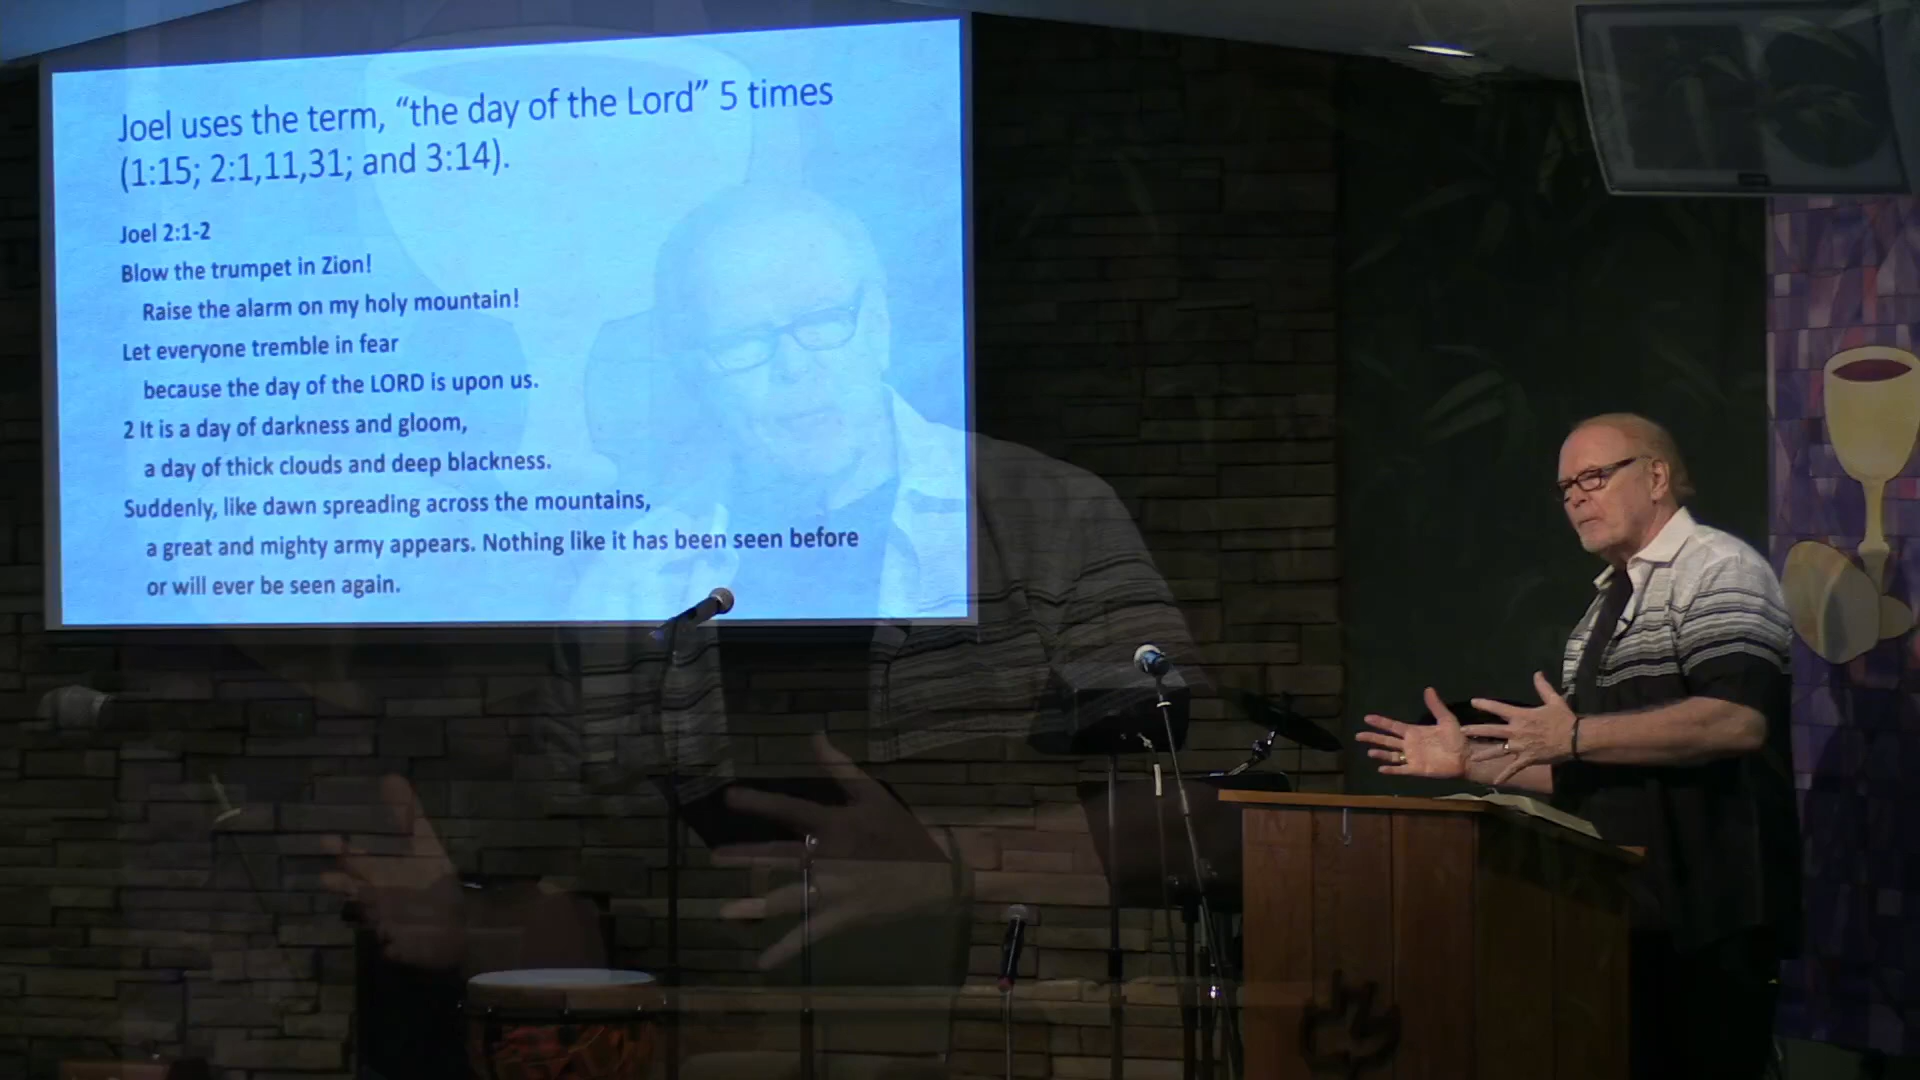 Joel uses the term, “the day of the Lord” 5 times
(1:15; 2:1,11,31; and 3:14).
Joel 2:1-2
Blow the trumpet in Zion!
Raise the alarm on my holy mountain!
Let everyone tremble in fear
because the day of the LORD is upon us.
2 It is a day of darkness and gloom,
a day of thick clouds and deep blackness.
Suddenly, like dawn spreading across the mountains,
a great and mighty army appears. Nothing like it has been seen before
or will ever be seen again.